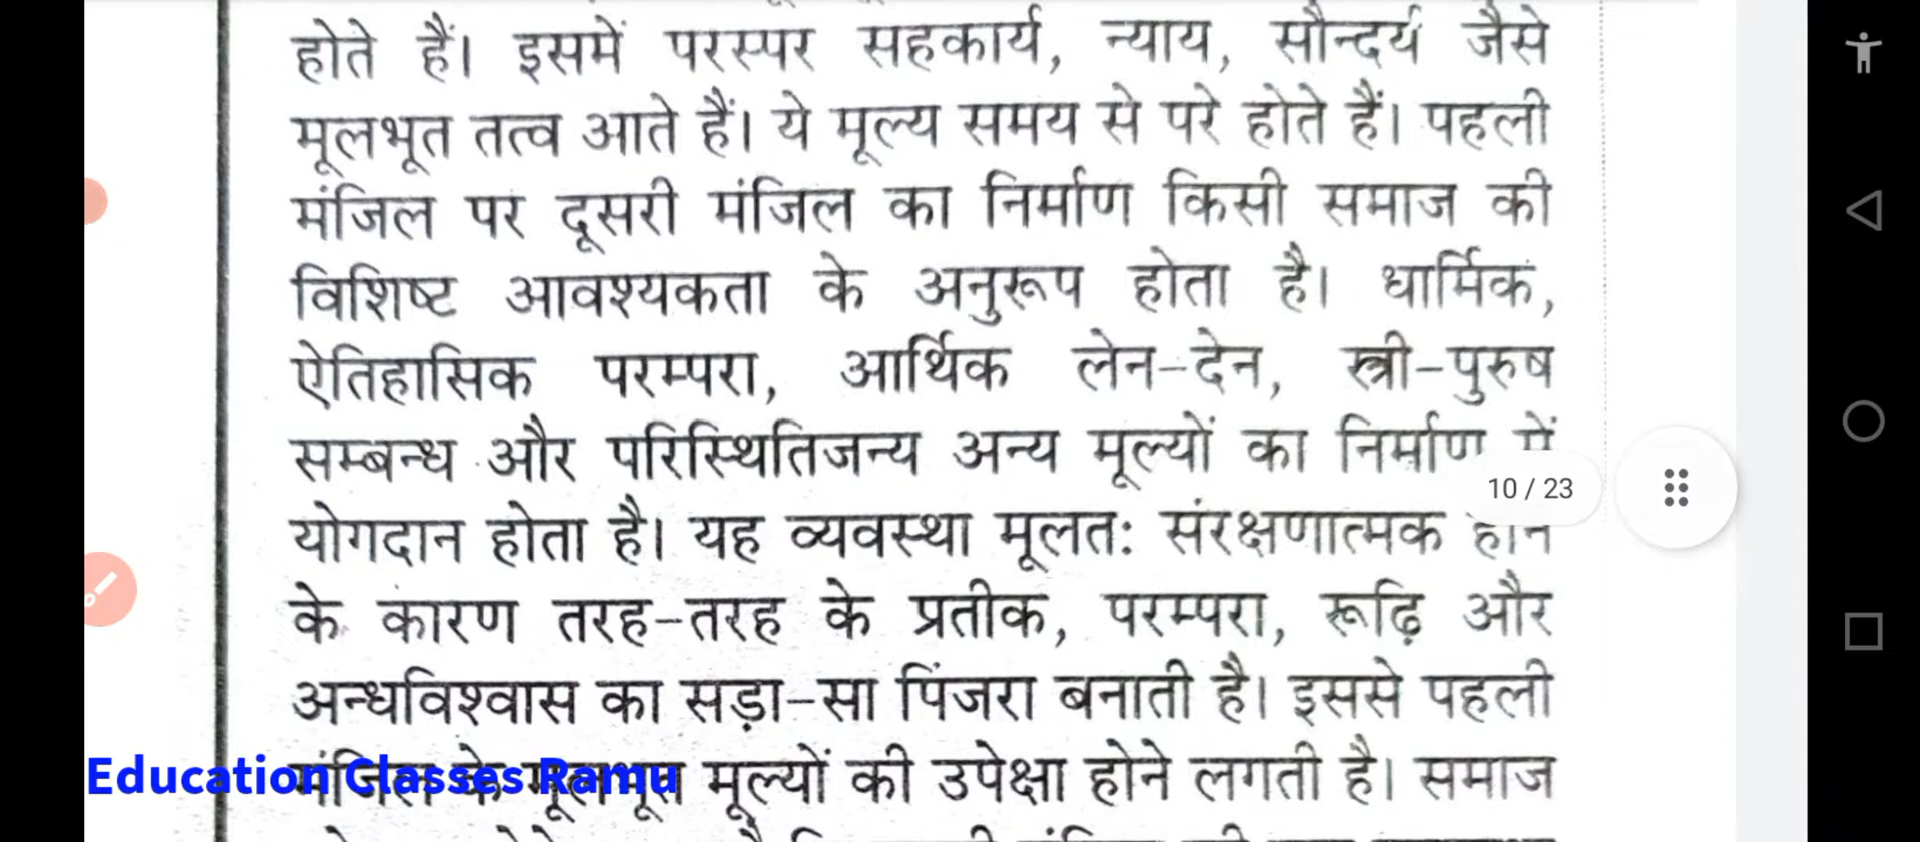 होते हैं। इसमें परस्पर सहकार्य, न्याय, सौन्दर्य जैसे
मूलभूत तत्व आते हैं। ये मूल्य समय से परे होते हैं। पहली
मंजिल पर दूसरी मंजिल का निर्माण किसी समाज की
विशिष्ट आवश्यकता के अनुरूप होता है। धार्मिक,
ऐतिहासिक परम्परा, आर्थिक लेन-देन, स्त्री-पुरुष
सम्बन्ध और परिस्थितिजन्य अन्य मूल्यों का निर्माण में
10 / 23
योगदान होता है। यह व्यवस्था मूलतः संरक्षणात्मक होने
के कारण तरह-तरह के प्रतीक, परम्परा, रूढ़ि और
अन्धविश्वास का सड़ा-सा पिंजरा बनाती है। इससे पहली
मंजिल के मूलभूत मूल्यों की उपेक्षा होने लगती है। समाज
Education Classes Ramu